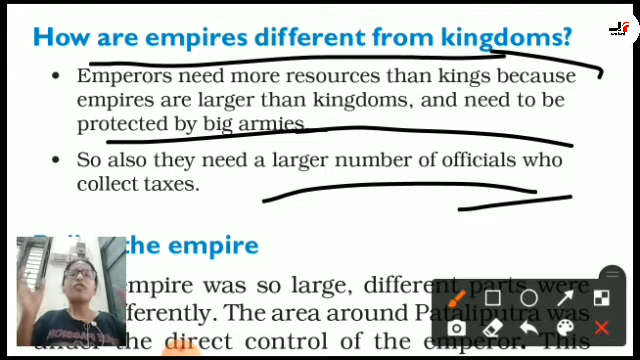 How are empires different from kingdoms?
• Emperors need more resources than kings because
empires are larger than kingdoms, and need to be
protected by big armies.
• So also they need a larger number of officials who
collect taxes.
the empire
empire was so large, different parts were
The area around Pataliputra was
under the direct control of the emperor. This